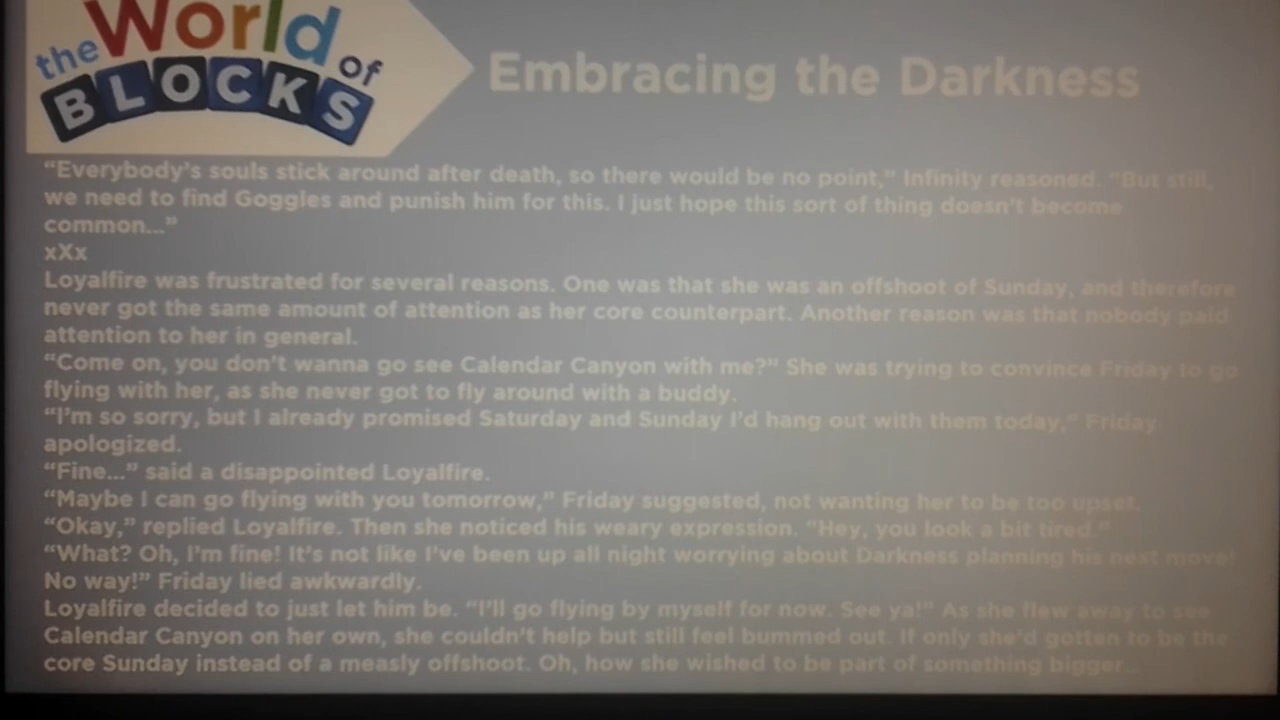 the World of
BLOCKS
Embracing the Darkness
“Everybody’s souls stick around after death, so there would be no point,” Infinity reasoned. “But still,
we need to find Goggles and punish him for this. I just hope this sort of thing doesn’t become
common...”
xXx
Loyalfire was frustrated for several reasons. One was that she was an offshoot of Sunday, and therefore
never got the same amount of attention as her core counterpart. Another reason was that nobody paid
attention to her in general.
“Come on, you don’t wanna go see Calendar Canyon with me?” She was trying to convince Friday to go
flying with her, as she never got to fly around with a buddy.
“I’m so sorry, but I already promised Saturday and Sunday I’d hang out with them today,” Friday
apologized.
“Fine...” said a disappointed Loyalfire.
“Maybe I can go flying with you tomorrow,” Friday suggested, not wanting her to be too upset.
“Okay,” replied Loyalfire. Then she noticed his weary expression. “Hey, you look a bit tired.”
“What? Oh, I’m fine! It’s not like I’ve been up all night worrying about Darkness planning his next move!
No way!” Friday lied awkwardly.
Loyalfire decided to just let him be. “I’ll go flying by myself for now. See ya!” As she flew away to see
Calendar Canyon on her own, she couldn’t help but still feel bummed out. If only she’d gotten to be the
core Sunday instead of a measly offshoot. Oh, how she wished to be part of something bigger...